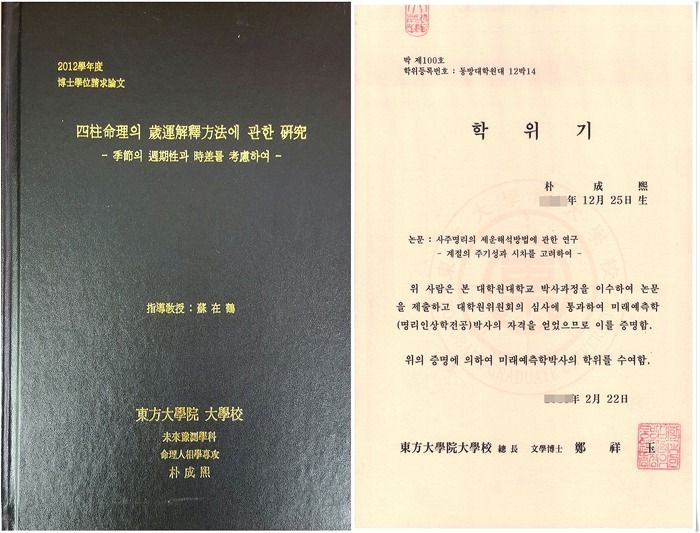 2012學年度
博士學位請求論文
四柱命理의 歲運解釋方法에 관한 硏究
- 季節의 週期性과 時差를 考慮하여 -
指導敎授 : 蘇 在 鶴
東方大學院 大學校
未來豫測學科
命理人相學專攻
朴 成 熙
박 제100호
학위등록번호 : 동방대학원대 12박14
학 위 기
朴 成 熙
年 12月 25日 生
논문 : 사주명리의 세운해석방법에 관한 연구
- 계절의 주기성과 시차를 고려하여 -
위 사람은 본 대학원대학교 박사과정을 이수하여 논문
을 제출하고 대학원위원회의 심사에 통과하여 미래예측학
(명리인상학전공)박사의 자격을 얻었으므로 이를 증명함.
위의 증명에 의하여 미래예측학박사의 학위를 수여함.
年 2月 22日
東方大學院大學校 總長 文學博士 鄭 祥 玉